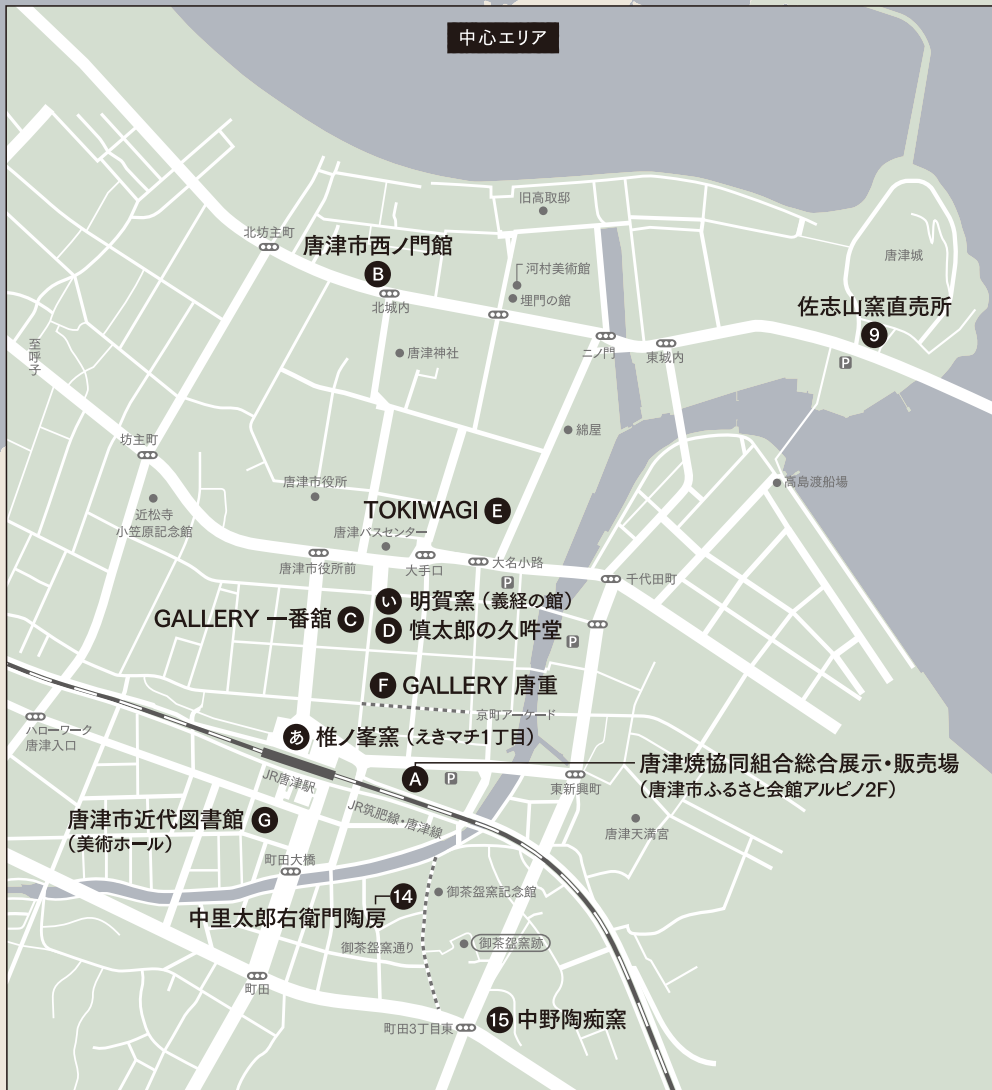 中心エリア
旧高取邸
北坊主町
唐津市西ノ門館
B
北城内
河村美術館
埋門の館
唐津城
佐志山窯直売所
9
P
至呼子
唐津神社
二ノ門
東城内
坊主町
綿屋
近松寺
小笠原記念館
唐津市役所
高島渡船場
TOKIWAGI E
唐津バスセンター
唐津市役所前
大手口
大名小路
P
千代田町
GALLERY 一番舘 C
い 明賀窯（義経の館）
D 慎太郎の久吽堂
P
F GALLERY 唐重
京町アーケード
ハローワーク
唐津入口
あ 椎ノ峯窯（えきマチ1丁目）
JR唐津駅
A
P
唐津焼協同組合総合展示・販売場
（唐津市ふるさと会館アルピノ2F）
東新興町
JR筑肥線・唐津線
唐津市近代図書館 G
（美術ホール）
唐津天満宮
町田大橋
14
中里太郎右衛門陶房
御茶盌窯記念館
御茶盌窯通り
御茶盌窯跡
町田
町田3丁目東
15 中野陶痴窯